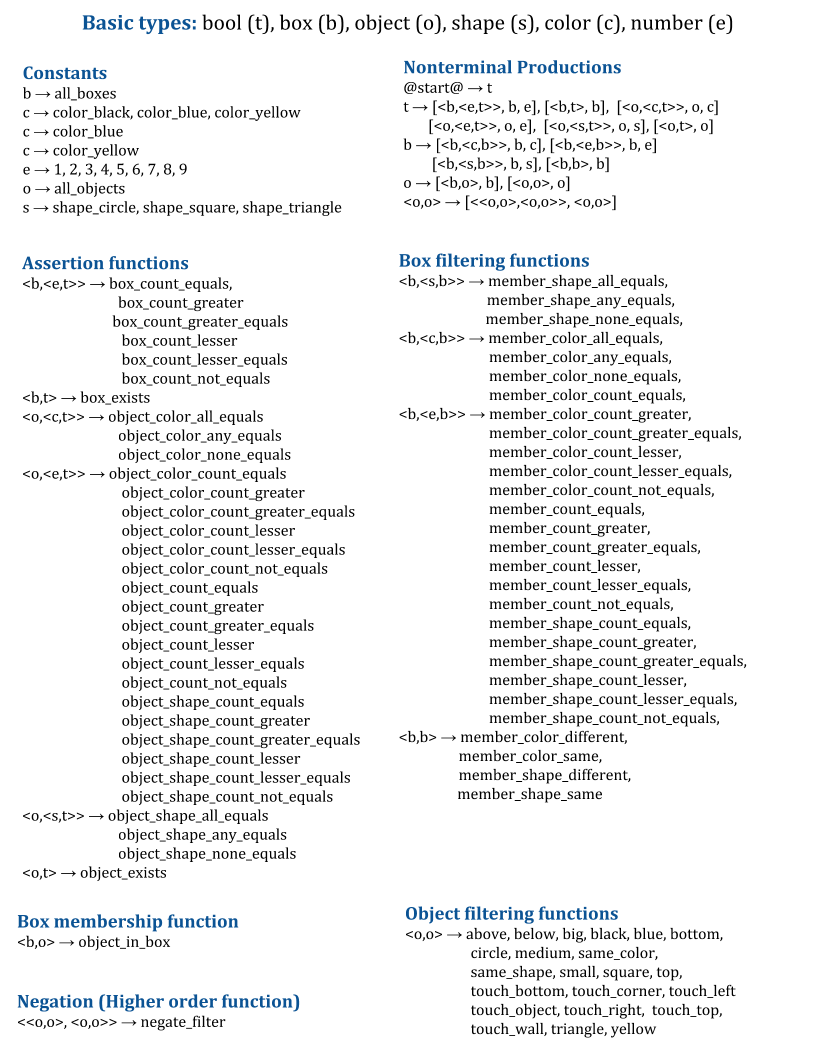 Basic types: bool (t), box (b), object (o), shape (s), color (c), number (e)
Constants
b → all_boxes
c → color_black, color_blue, color_yellow
c → color_blue
c → color_yellow
e → 1, 2, 3, 4, 5, 6, 7, 8, 9
o → all_objects
s → shape_circle, shape_square, shape_triangle
Nonterminal Productions
@start@ → t
t → [<b,<e,t>>, b, e], [<b,t>, b], [<o,<c,t>>, o, c]
[<o,<e,t>>, o, e], [<o,<s,t>>, o, s], [<o,t>, o]
b → [<b,<c,b>>, b, c], [<b,<e,b>>, b, e]
[<b,<s,b>>, b, s], [<b,b>, b]
o → [<b,o>, b], [<o,o>, o]
<o,o> → [<<o,o>,<o,o>>, <o,o>]
Assertion functions
<b,<e,t>> → box_count_equals,
box_count_greater
box_count_greater_equals
box_count_lesser
box_count_lesser_equals
box_count_not_equals
<b,t> → box_exists
<o,<c,t>> → object_color_all_equals
object_color_any_equals
object_color_none_equals
<o,<e,t>> → object_color_count_equals
object_color_count_greater
object_color_count_greater_equals
object_color_count_lesser
object_color_count_lesser_equals
object_color_count_not_equals
object_count_equals
object_count_greater
object_count_greater_equals
object_count_lesser
object_count_lesser_equals
object_count_not_equals
object_shape_count_equals
object_shape_count_greater
object_shape_count_greater_equals
object_shape_count_lesser
object_shape_count_lesser_equals
object_shape_count_not_equals
<o,<s,t>> → object_shape_all_equals
object_shape_any_equals
object_shape_none_equals
<o,t> → object_exists
Box filtering functions
<b,<s,b>> → member_shape_all_equals,
member_shape_any_equals,
member_shape_none_equals,
<b,<c,b>> → member_color_all_equals,
member_color_any_equals,
member_color_none_equals,
member_color_count_equals,
<b,<e,b>> → member_color_count_greater,
member_color_count_greater_equals,
member_color_count_lesser,
member_color_count_lesser_equals,
member_color_count_not_equals,
member_count_equals,
member_count_greater,
member_count_greater_equals,
member_count_lesser,
member_count_lesser_equals,
member_count_not_equals,
member_shape_count_equals,
member_shape_count_greater,
member_shape_count_greater_equals,
member_shape_count_lesser,
member_shape_count_lesser_equals,
member_shape_count_not_equals,
<b,b> → member_color_different,
member_color_same,
member_shape_different,
member_shape_same
Box membership function
<b,o> → object_in_box
Negation (Higher order function)
<<o,o>, <o,o>> → negate_filter
Object filtering functions
<o,o> → above, below, big, black, blue, bottom,
circle, medium, same_color,
same_shape, small, square, top,
touch_bottom, touch_corner, touch_left
touch_object, touch_right, touch_top,
touch_wall, triangle, yellow